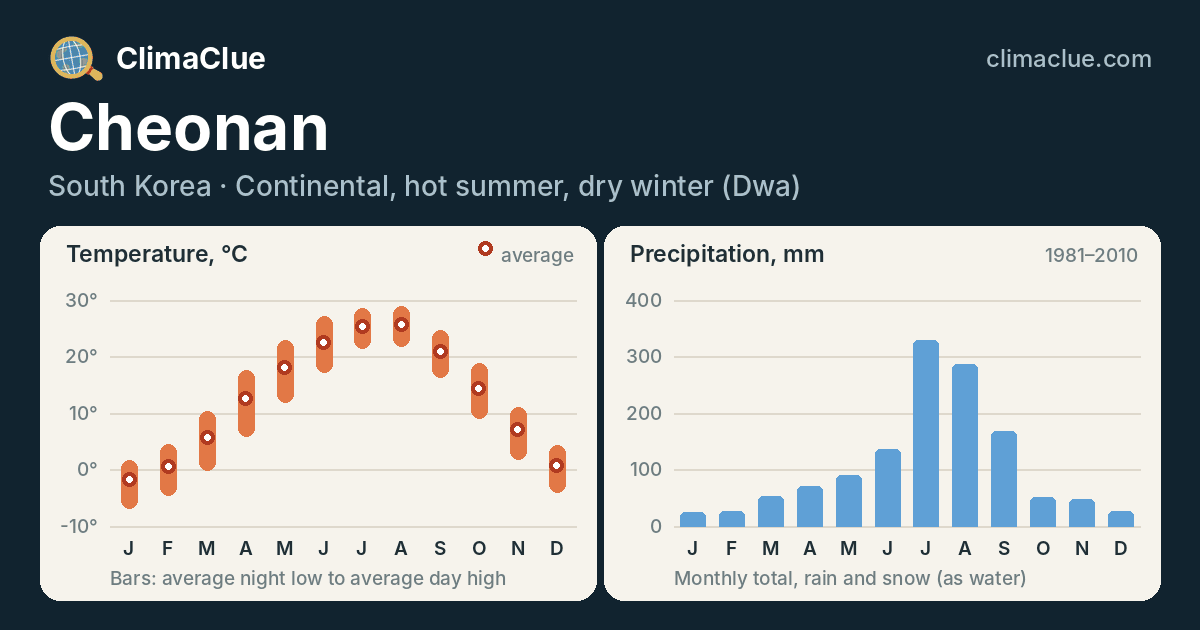 ClimaClue
climaclue.com
Cheonan
South Korea · Continental, hot summer, dry winter (Dwa)
Temperature, °C
average
30°
20°
10°
0°
-10°
J F M A M J J A S O N D
Bars: average night low to average day high
Precipitation, mm
1981–2010
400
300
200
100
0
J F M A M J J A S O N D
Monthly total, rain and snow (as water)